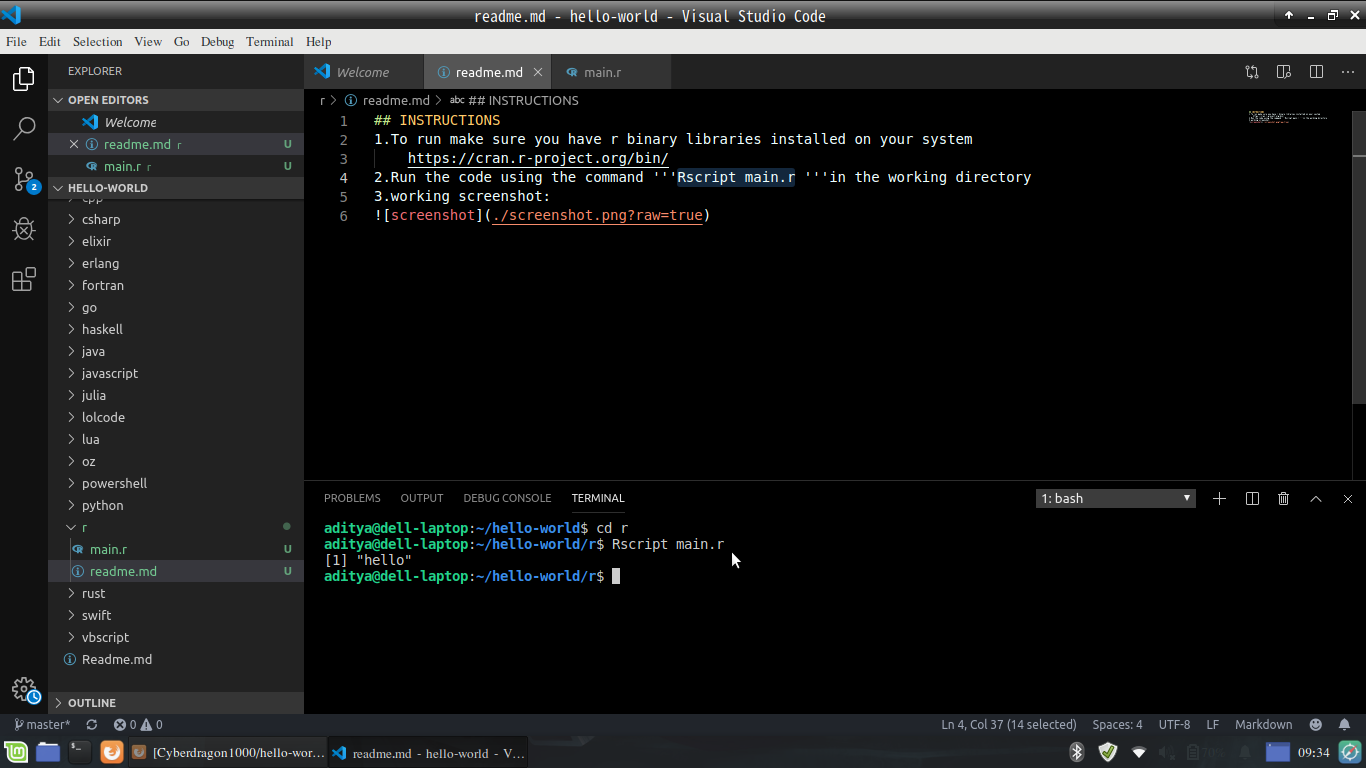 readme.md - hello-world - Visual Studio Code
File Edit Selection View Go Debug Terminal Help
EXPLORER
OPEN EDITORS
Welcome
readme.md r U
main.r r U
HELLO-WORLD
cpp
csharp
elixir
erlang
fortran
go
haskell
java
javascript
julia
lolcode
lua
oz
powershell
python
r
main.r U
readme.md U
rust
swift
vbscript
Readme.md
OUTLINE
2
Welcome readme.md main.r
r > readme.md > abc ## INSTRUCTIONS
1 ## INSTRUCTIONS
2 1.To run make sure you have r binary libraries installed on your system
3 https://cran.r-project.org/bin/
4 2.Run the code using the command '''Rscript main.r '''in the working directory
5 3.working screenshot:
6 ![screenshot](./screenshot.png?raw=true)
PROBLEMS OUTPUT DEBUG CONSOLE TERMINAL 1: bash
aditya@dell-laptop:~/hello-world$ cd r
aditya@dell-laptop:~/hello-world/r$ Rscript main.r
[1] "hello"
aditya@dell-laptop:~/hello-world/r$
master* 0 0 Ln 4, Col 37 (14 selected) Spaces: 4 UTF-8 LF Markdown
[Cyberdragon1000/hello-wor... readme.md - hello-world - V... 09:34